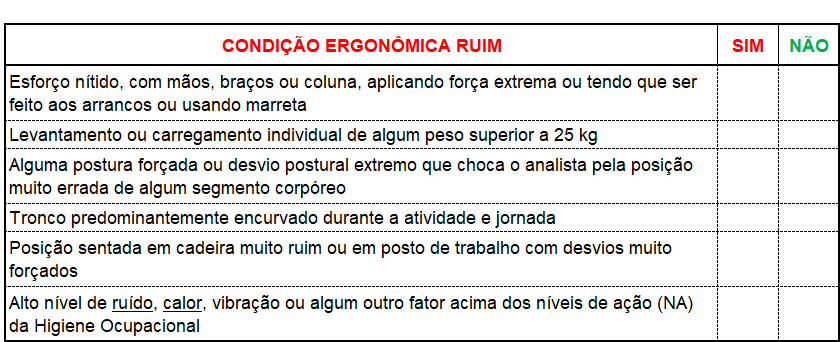 CONDIÇÃO ERGONÔMICA RUIM SIM NÃO
Esforço nítido, com mãos, braços ou coluna, aplicando força extrema ou tendo que ser
feito aos arrancos ou usando marreta
Levantamento ou carregamento individual de algum peso superior a 25 kg
Alguma postura forçada ou desvio postural extremo que choca o analista pela posição
muito errada de algum segmento corpóreo
Tronco predominantemente encurvado durante a atividade e jornada
Posição sentada em cadeira muito ruim ou em posto de trabalho com desvios muito
forçados
Alto nível de ruído, calor, vibração ou algum outro fator acima dos níveis de ação (NA)
da Higiene Ocupacional